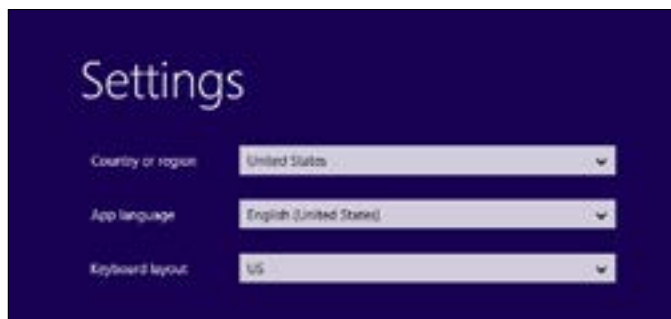 Settings
Country or region United States
App language English (United States)
Keyboard layout US